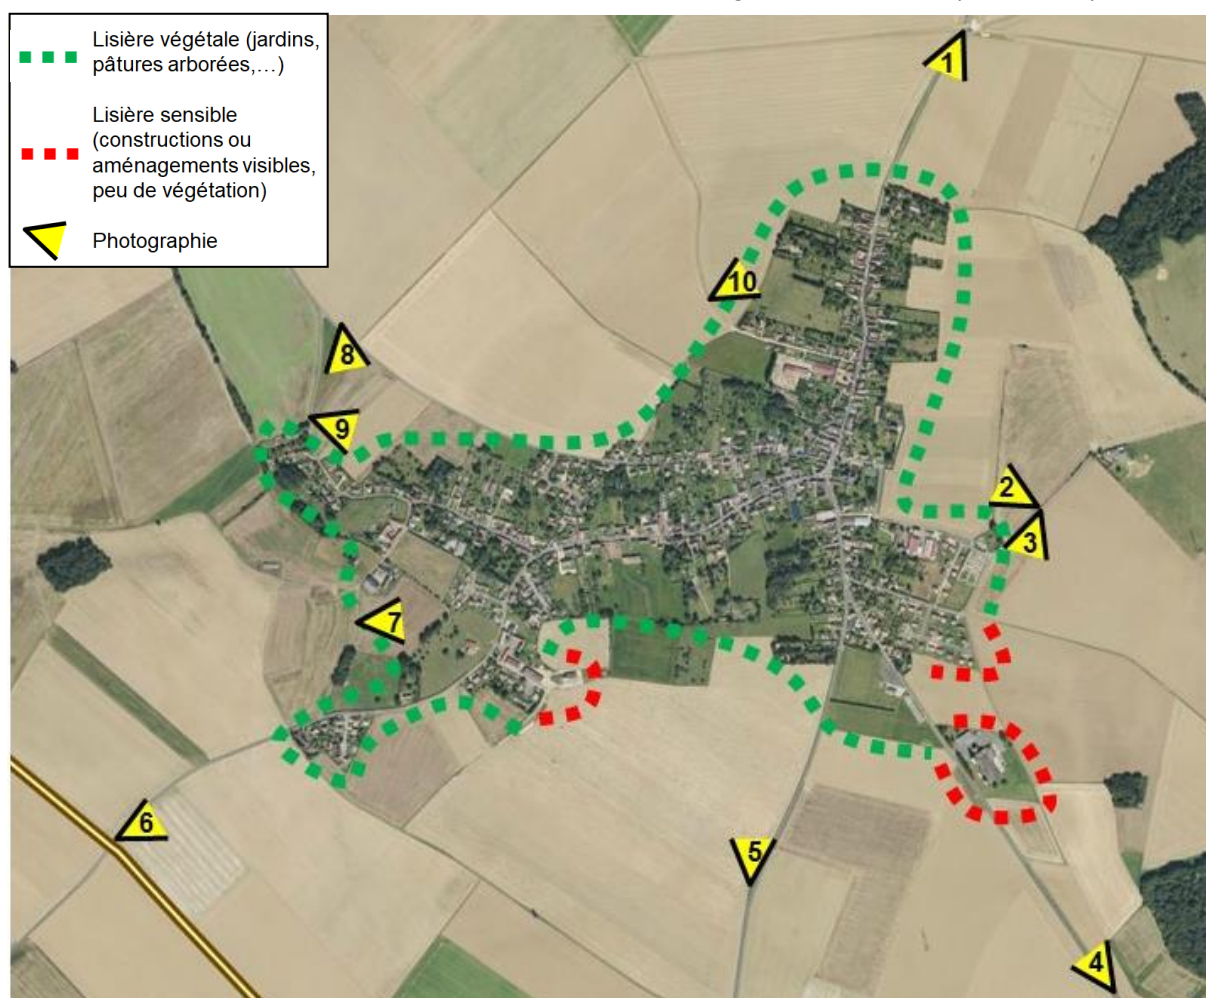 Lisière végétale (jardins,
pâtures arborées,…)
Lisière sensible
(constructions ou
aménagements visibles,
peu de végétation)
Photographie
1
10
8
9
2
3
7
6
5
4